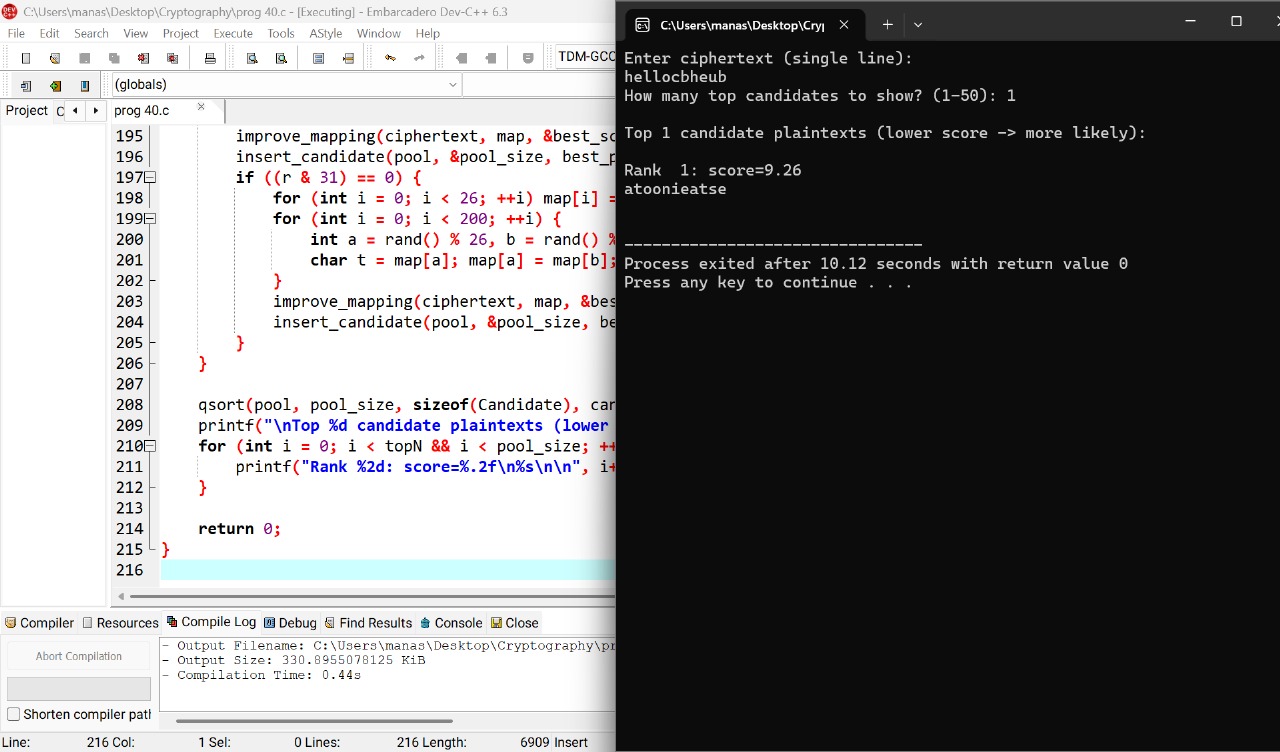 C:\Users\manas\Desktop\Cryptography\prog 40.c - [Executing] - Embarcadero Dev-C++ 6.3
File Edit Search View Project Execute Tools AStyle Window Help
TDM-GCC
(globals)
Project C
prog 40.c
195 improve_mapping(ciphertext, map, &best_sc
196 insert_candidate(pool, &pool_size, best_p
197 if ((r & 31) == 0) {
198 for (int i = 0; i < 26; ++i) map[i] =
199 for (int i = 0; i < 200; ++i) {
200 int a = rand() % 26, b = rand() %
201 char t = map[a]; map[a] = map[b];
202 }
203 improve_mapping(ciphertext, map, &bes
204 insert_candidate(pool, &pool_size, be
205 }
206 }
207
208 qsort(pool, pool_size, sizeof(Candidate), can
209 printf("\nTop %d candidate plaintexts (lower
210 for (int i = 0; i < topN && i < pool_size; ++
211 printf("Rank %2d: score=%.2f\n%s\n\n", i+
212 }
213
214 return 0;
215 }
216
Compiler Resources Compile Log Debug Find Results Console Close
Abort Compilation
Shorten compiler path
- Output Filename: C:\Users\manas\Desktop\Cryptography\pr
- Output Size: 330.8955078125 KiB
- Compilation Time: 0.44s
Line: 216 Col: 1 Sel: 0 Lines: 216 Length: 6909 Insert
C:\Users\manas\Desktop\Cry
Enter ciphertext (single line):
hellocbheub
How many top candidates to show? (1-50): 1
Top 1 candidate plaintexts (lower score -> more likely):
Rank 1: score=9.26
atoonieatse
--------------------------------
Process exited after 10.12 seconds with return value 0
Press any key to continue . . .